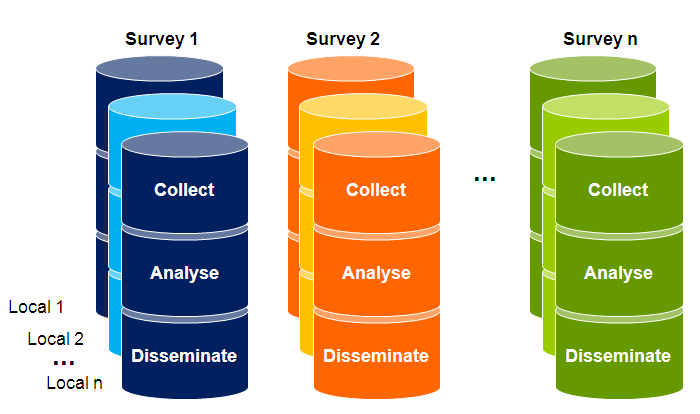 Survey 1 Survey 2 Survey n
Collect Collect ... Collect
Analyse Analyse Analyse
Local 1
Local 2
Disseminate Disseminate Disseminate
...
Local n